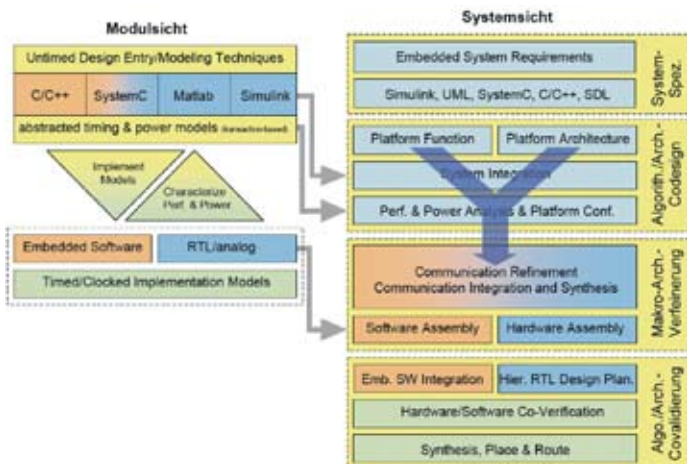 Modulsicht
Untimed Design Entry/Modeling Techniques
C/C++
SystemC
Matlab
Simulink
abstracted timing & power models (transaction-based)
Implement
Models
Characterize
Perf. & Power
Embedded Software
RTL/analog
Timed/Clocked Implementation Models
Systemsicht
Embedded System Requirements
Simulink, UML, SystemC, C/C++, SDL
System-
Spez.
Platform Function
Platform Architecture
System Integration
Perf. & Power Analysis & Platform Conf.
Algorith./Arch.-
Codesign
Communication Refinement
Communication Integration and Synthesis
Software Assembly
Hardware Assembly
Makro-Arch.-
Verfeinerung
Emb. SW Integration
Hier. RTL Design Plan.
Hardware/Software Co-Verification
Synthesis, Place & Route
Algo./Arch.-
Covalidierung